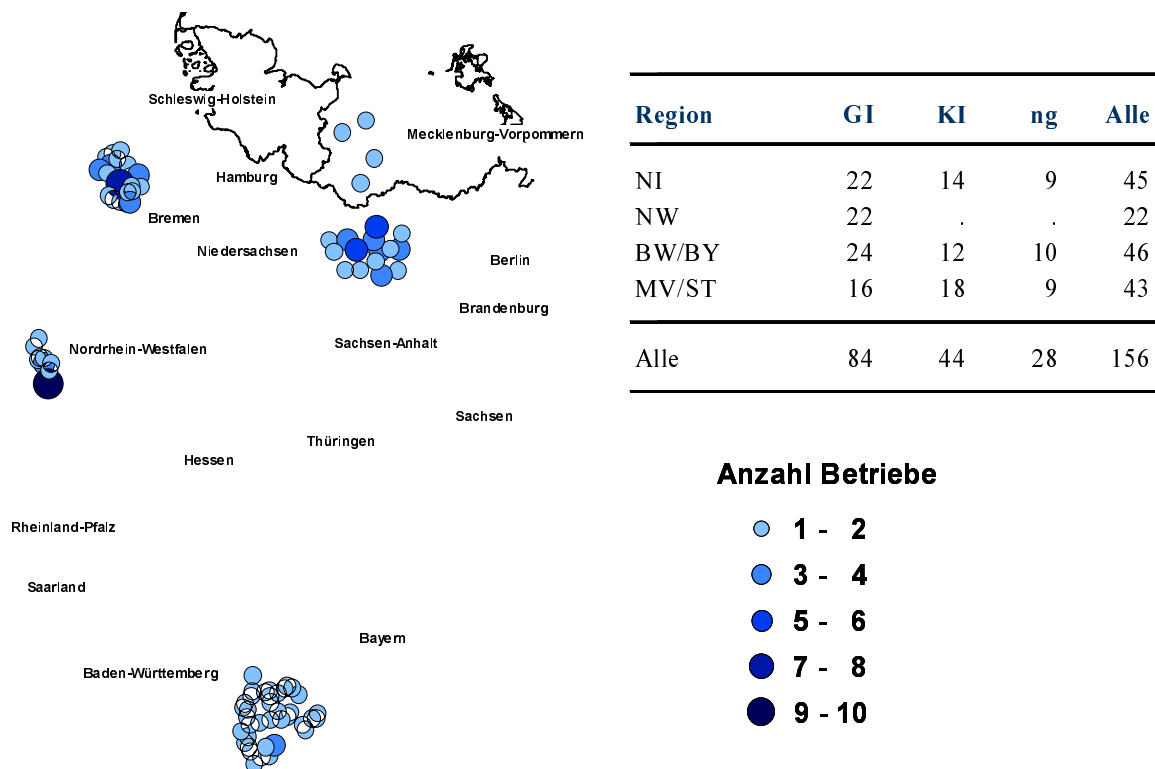 Schleswig-Holstein
Mecklenburg-Vorpommern
Hamburg
Bremen
Niedersachsen
Berlin
Brandenburg
Sachsen-Anhalt
Nordrhein-Westfalen
Sachsen
Thüringen
Hessen
Rheinland-Pfalz
Saarland
Bayern
Baden-Württemberg
Region GI KI ng Alle
NI 22 14 9 45
NW 22 . . 22
BW/BY 24 12 10 46
MV/ST 16 18 9 43
Alle 84 44 28 156
Anzahl Betriebe
1 - 2
3 - 4
5 - 6
7 - 8
9 - 10